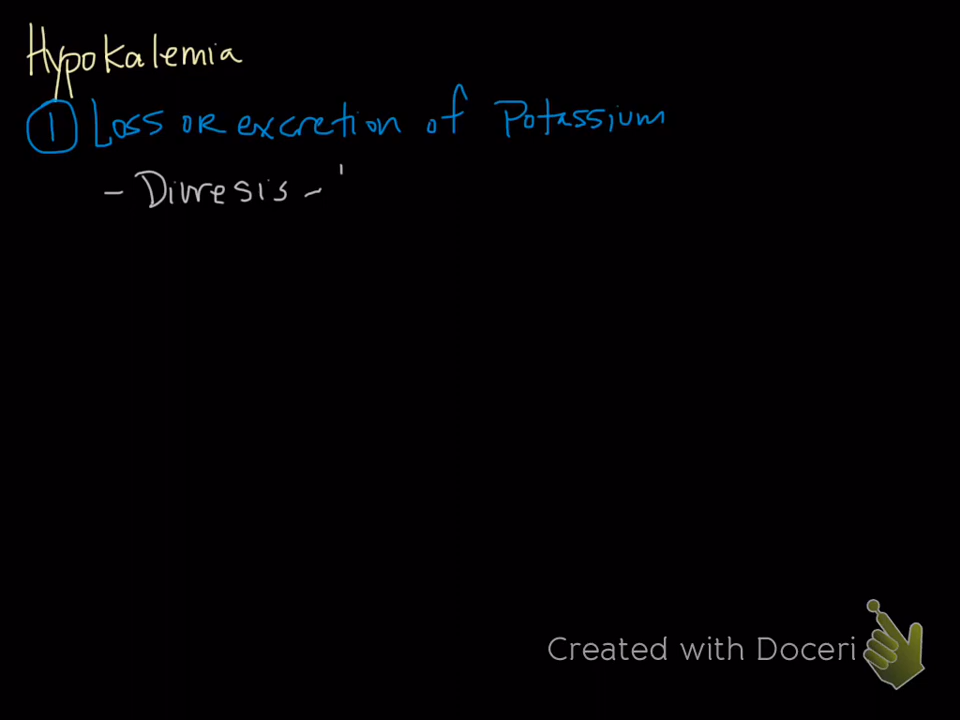 Hypokalemia
① Loss or excretion of Potassium
- Diuresis -
Created with Doceri